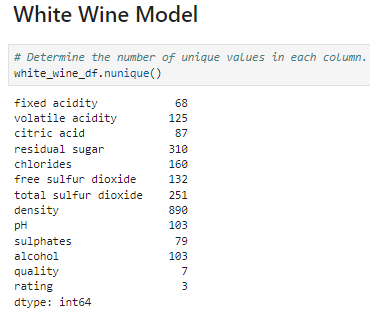 White Wine Model
# Determine the number of unique values in each column.
white_wine_df.nunique()
fixed acidity 68
volatile acidity 125
citric acid 87
residual sugar 310
chlorides 160
free sulfur dioxide 132
total sulfur dioxide 251
density 890
pH 103
sulphates 79
alcohol 103
quality 7
rating 3
dtype: int64